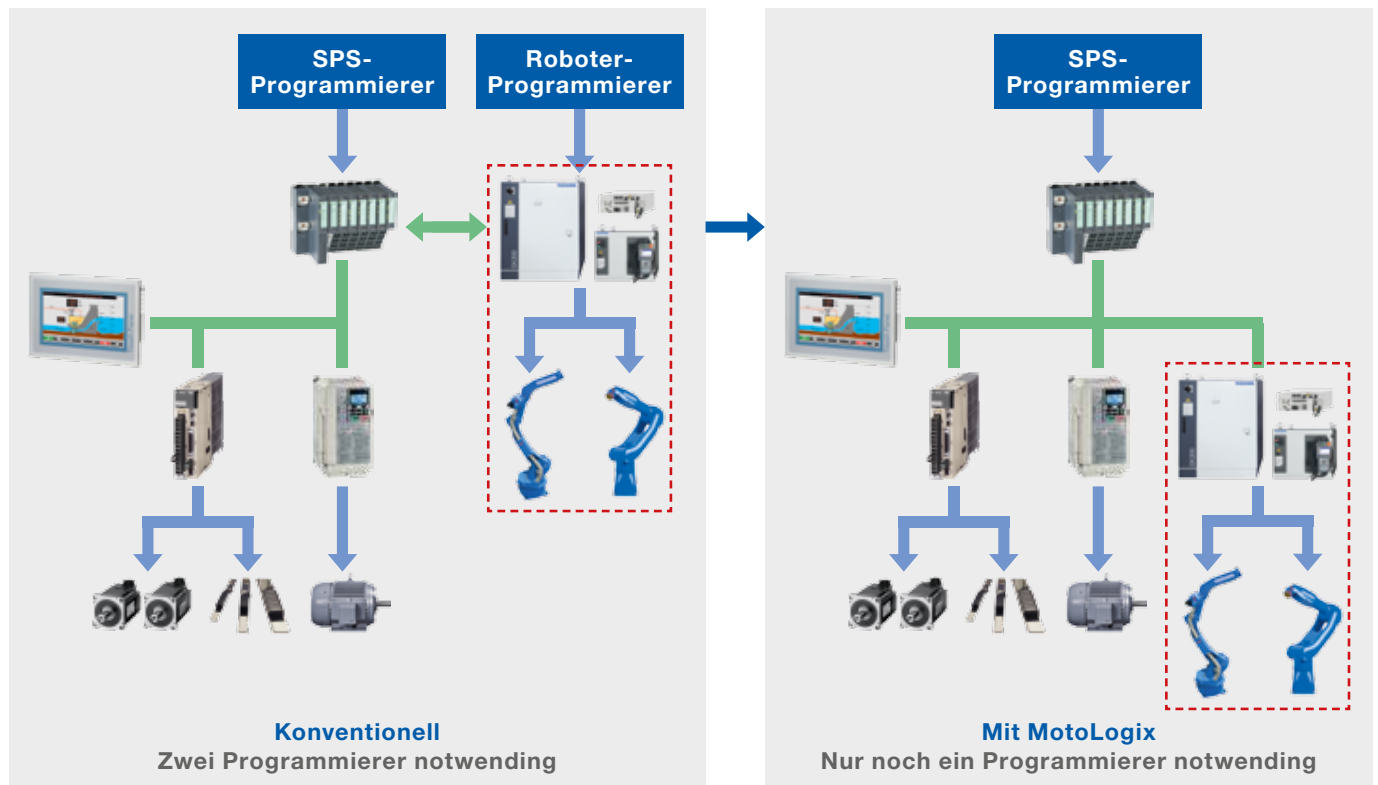 SPS-
Programmierer
Roboter-
Programmierer
SPS-
Programmierer
Konventionell
Zwei Programmierer notwending
Mit MotoLogix
Nur noch ein Programmierer notwending